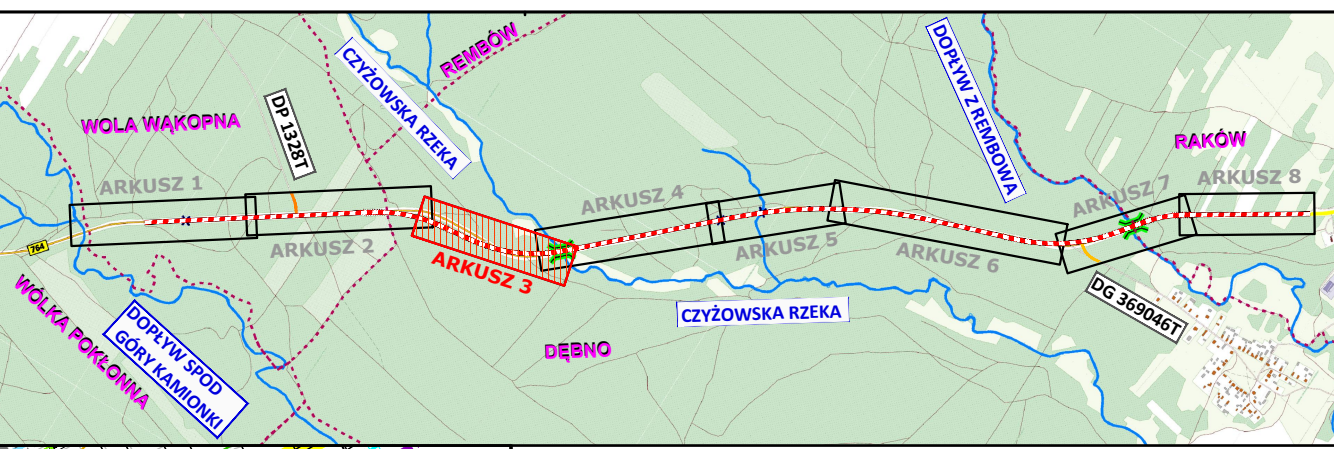 REMBÓW
CZYŻOWSKA RZEKA
DOPŁYW Z REMBOWA
DP 1328T
WOLA WĄKOPNA
RAKÓW
ARKUSZ 1
ARKUSZ 2
ARKUSZ 3
ARKUSZ 4
ARKUSZ 5
ARKUSZ 6
ARKUSZ 7
ARKUSZ 8
764
WÓLKA POKŁONNA
DOPŁYW SPOD
GÓRY KAMIONKI
DĘBNO
CZYŻOWSKA RZEKA
DG 369046T